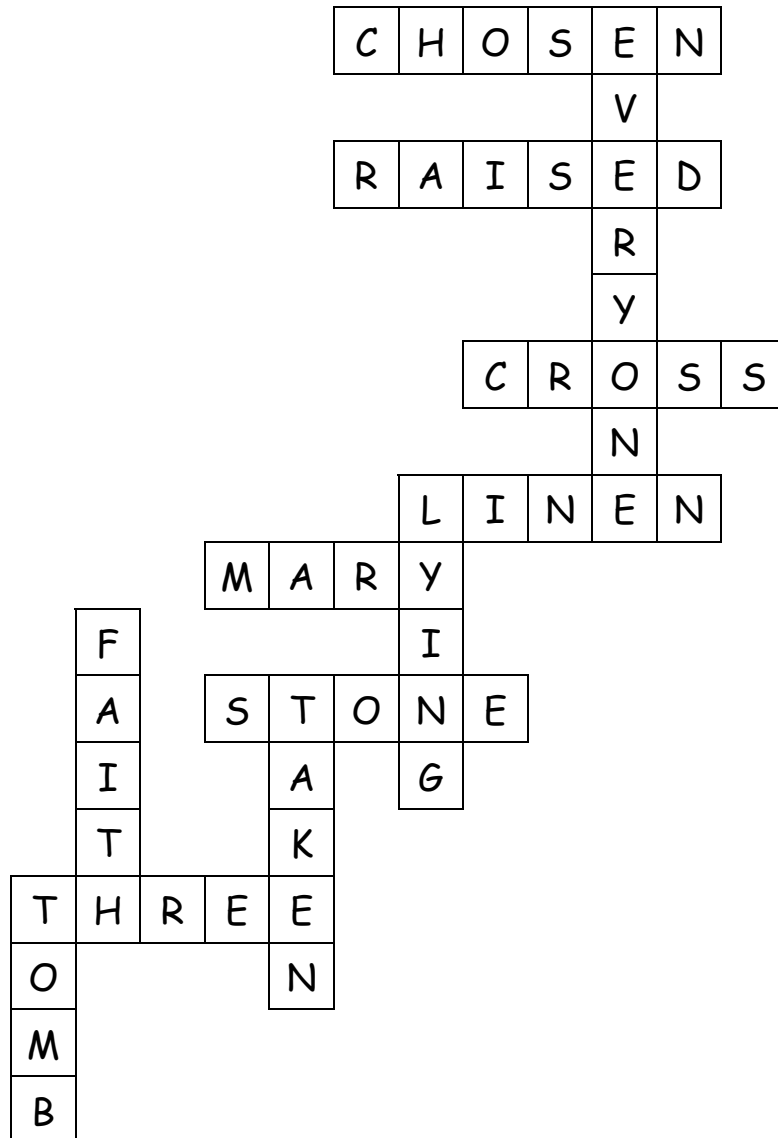 CHOSEN
V
RAISED
R
Y
CROSS
N
LINEN
MARY
F I
A STONE
I A G
T K
THREE
O N
M
B